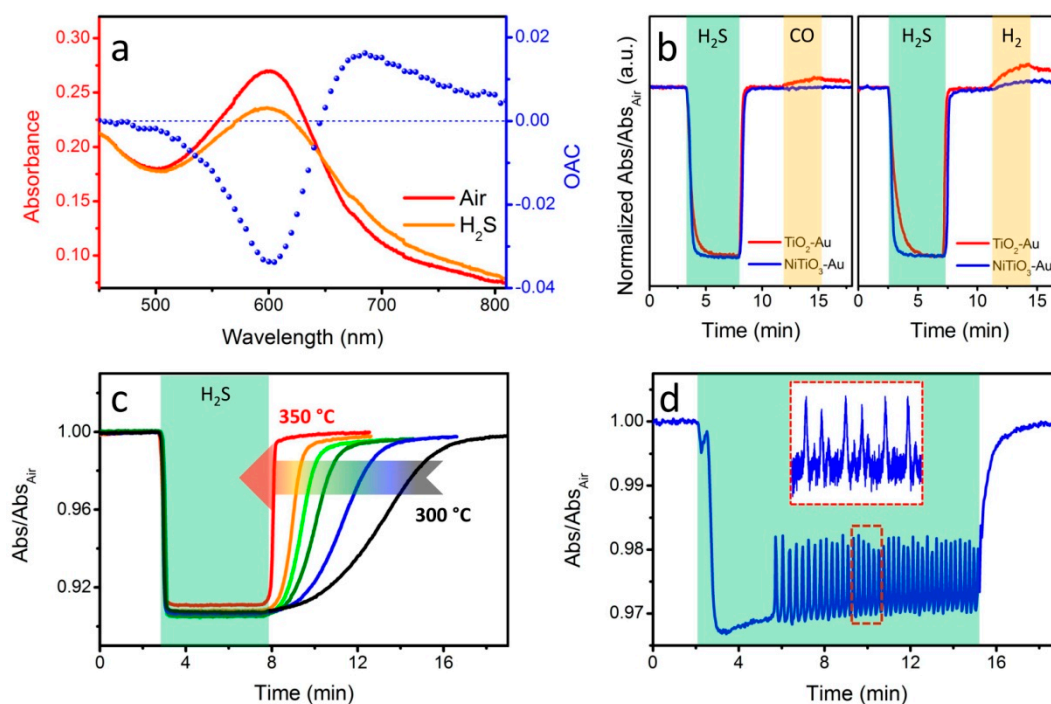 a
0.30
0.25
0.20
0.15
0.10
Absorbance
0.02
0.00
-0.02
-0.04
OAC
Air
H₂S
500
600
700
800
Wavelength (nm)
b
H₂S
CO
H₂S
H₂
Normalized Abs/Abs_Air (a.u.)
TiO₂-Au
NiTiO₃-Au
TiO₂-Au
NiTiO₃-Au
0
5
10
15
0
5
10
15
Time (min)
Time (min)
c
H₂S
350 °C
300 °C
1.00
0.96
0.92
Abs/Abs_Air
0
4
8
12
16
Time (min)
d
1.00
0.99
0.98
0.97
Abs/Abs_Air
0
4
8
12
16
Time (min)